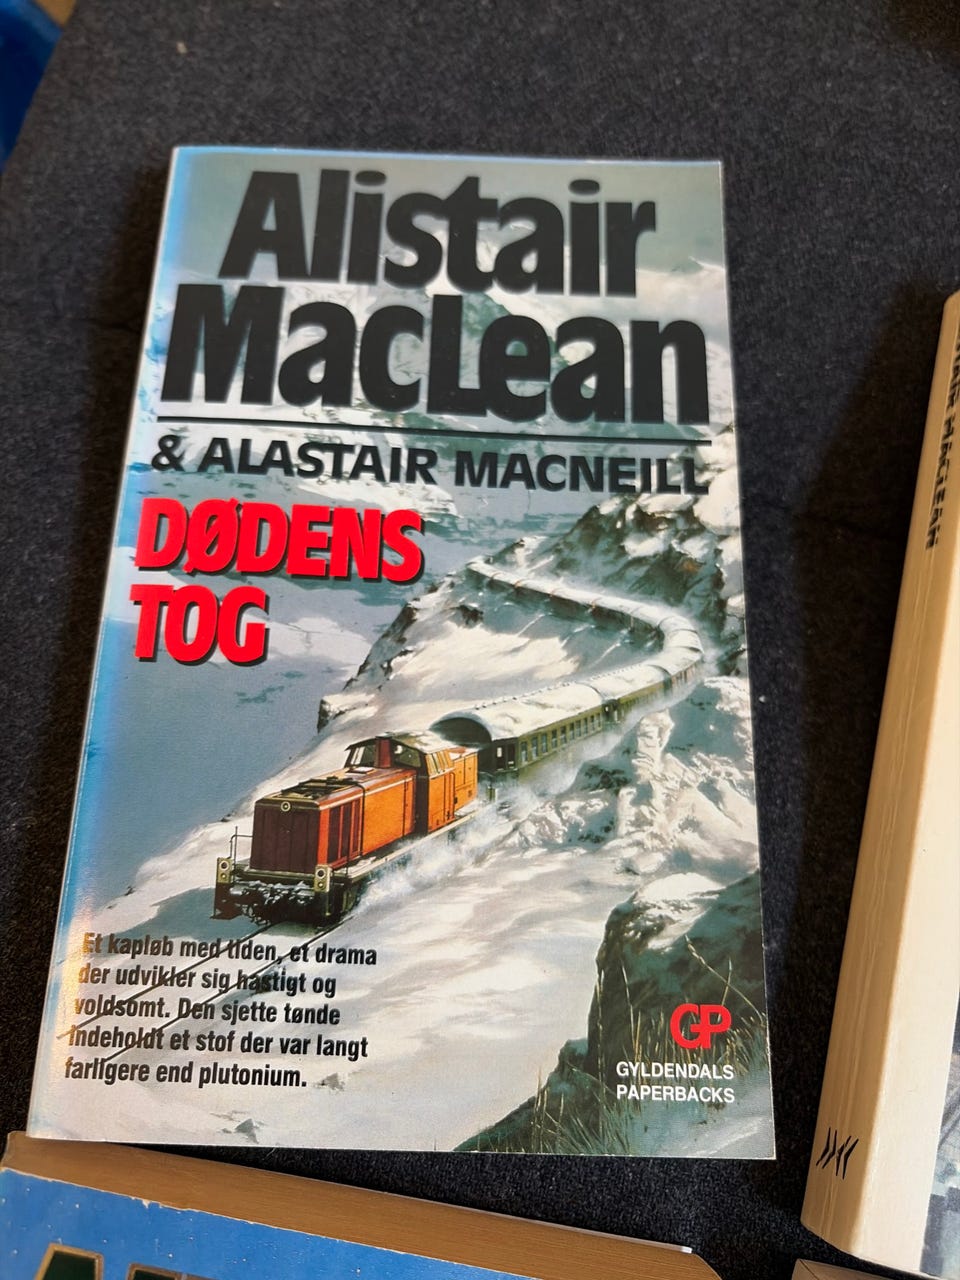 Alistair
MacLean
& ALASTAIR MACNEILL
DØDENS
TOG
Et kapløb med tiden, et drama
der udvikler sig hastigt og
voldsomt. Den sjette tønde
indeholdt et stof der var langt
farligere end plutonium.
GP
GYLDENDALS
PAPERBACKS
MACLEAN